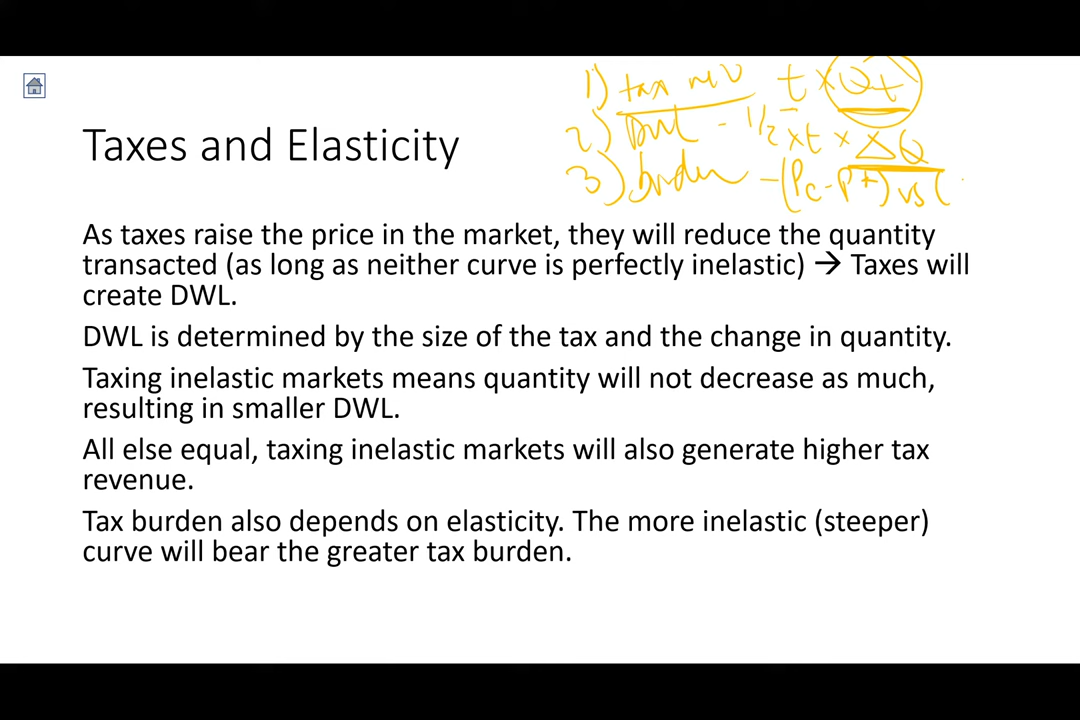 1) tax rev t x Qt
2) DWL - 1/2 x t x ΔQ
3) burden - (Pc - P*) vs (
Taxes and Elasticity
As taxes raise the price in the market, they will reduce the quantity
transacted (as long as neither curve is perfectly inelastic) → Taxes will
create DWL.
DWL is determined by the size of the tax and the change in quantity.
Taxing inelastic markets means quantity will not decrease as much,
resulting in smaller DWL.
All else equal, taxing inelastic markets will also generate higher tax
revenue.
Tax burden also depends on elasticity. The more inelastic (steeper)
curve will bear the greater tax burden.